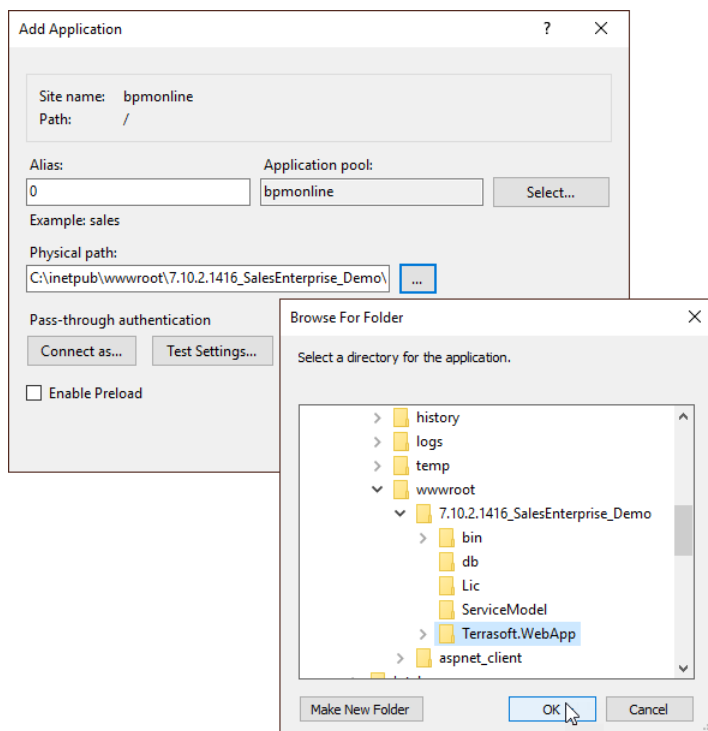 Add Application
?
Site name: bpmonline
Path: /
Alias:
Application pool:
0
bpmonline
Select...
Example: sales
Physical path:
C:\inetpub\wwwroot\7.10.2.1416_SalesEnterprise_Demo\
...
Pass-through authentication
Connect as...
Test Settings...
Enable Preload
Browse For Folder
Select a directory for the application.
history
logs
temp
wwwroot
7.10.2.1416_SalesEnterprise_Demo
bin
db
Lic
ServiceModel
Terrasoft.WebApp
aspnet_client
Make New Folder
OK
Cancel